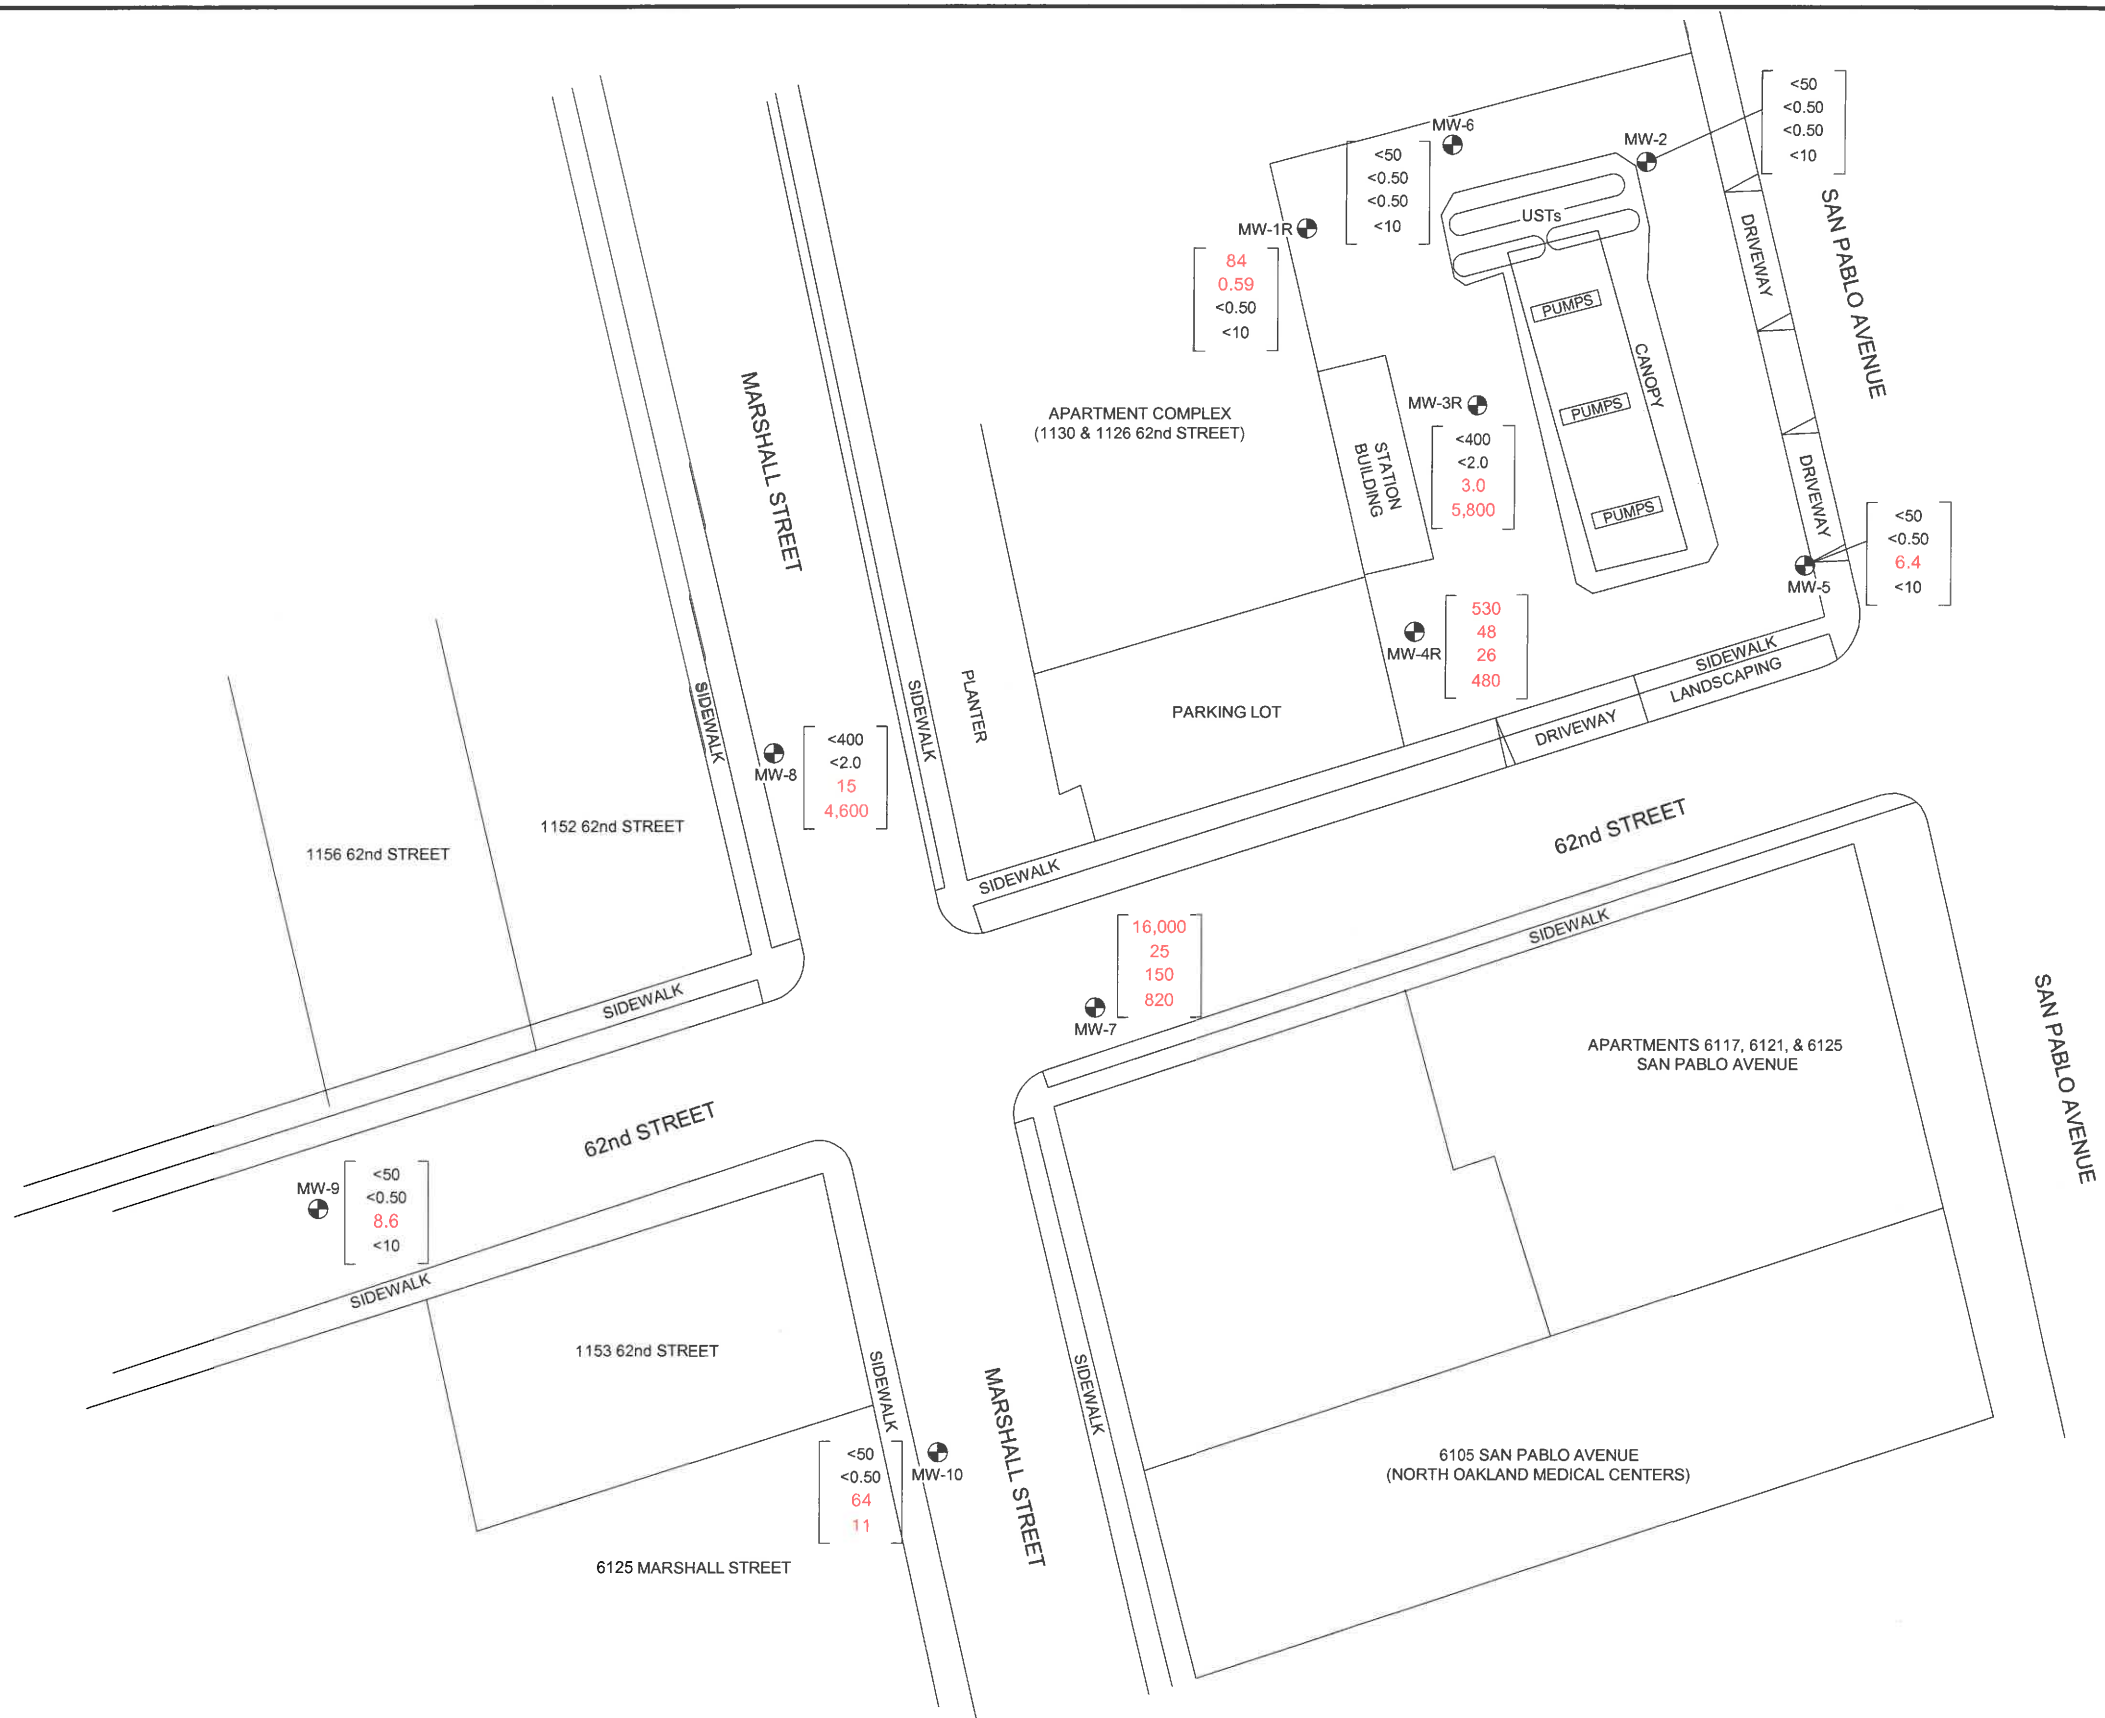 <50
<0.50
<0.50
<10
MW-6
MW-2
<50
<0.50
<0.50
<10
USTs
MW-1R
84
0.59
<0.50
<10
DRIVEWAY
SAN PABLO AVENUE
PUMPS
CANOPY
PUMPS
PUMPS
MARSHALL STREET
APARTMENT COMPLEX
(1130 & 1126 62nd STREET)
MW-3R
<400
<2.0
3.0
5,800
STATION
BUILDING
DRIVEWAY
<50
<0.50
6.4
<10
MW-5
530
48
26
480
MW-4R
SIDEWALK
LANDSCAPING
DRIVEWAY
PARKING LOT
PLANTER
SIDEWALK
SIDEWALK
MW-8
<400
<2.0
15
4,600
1152 62nd STREET
1156 62nd STREET
62nd STREET
SIDEWALK
SIDEWALK
16,000
25
150
820
MW-7
SIDEWALK
SAN PABLO AVENUE
APARTMENTS 6117, 6121, & 6125
SAN PABLO AVENUE
62nd STREET
MW-9
<50
<0.50
8.6
<10
SIDEWALK
1153 62nd STREET
SIDEWALK
SIDEWALK
MARSHALL STREET
<50
<0.50
64
11
MW-10
6105 SAN PABLO AVENUE
(NORTH OAKLAND MEDICAL CENTERS)
6125 MARSHALL STREET